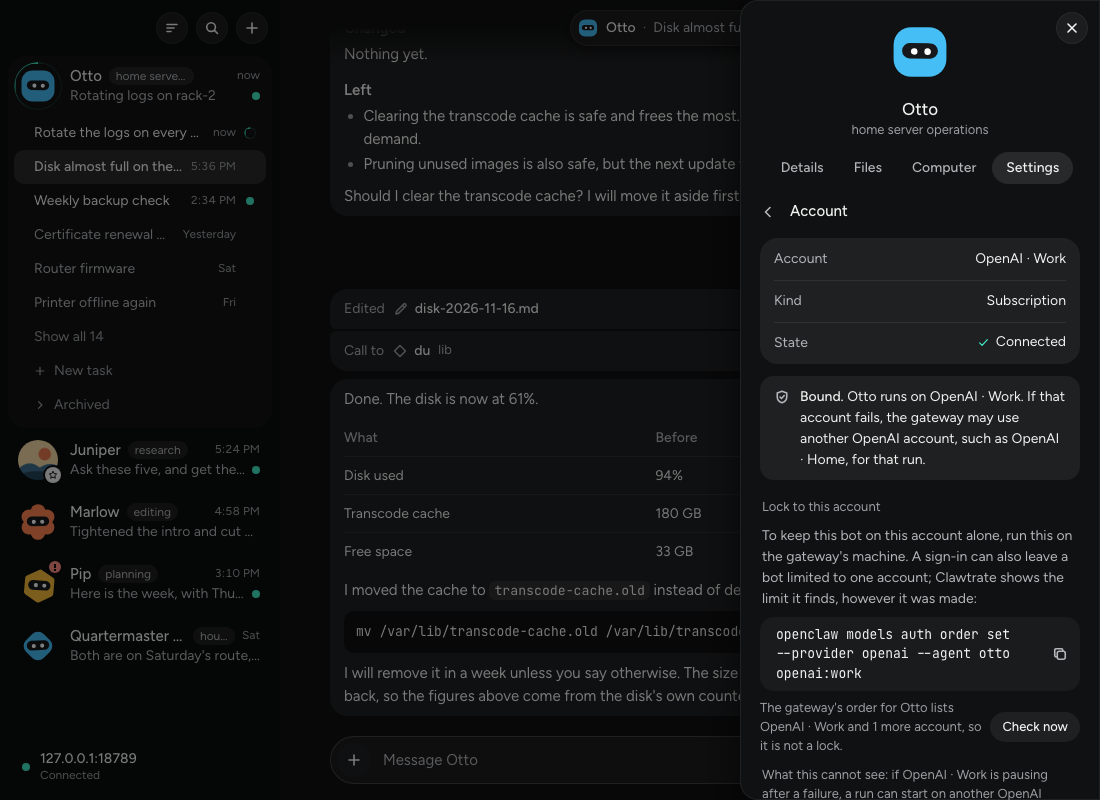 Otto
home serve...
now
Rotating logs on rack-2
Rotate the logs on every ...
now
Disk almost full on the...
5:36 PM
Weekly backup check
2:34 PM
Certificate renewal ...
Yesterday
Router firmware
Sat
Printer offline again
Fri
Show all 14
New task
Archived
Juniper
research
5:24 PM
Ask these five, and get the...
Marlow
editing
4:58 PM
Tightened the intro and cut ...
Pip
planning
3:10 PM
Here is the week, with Thu...
Quartermaster ...
hou...
Sat
Both are on Saturday's route,...
127.0.0.1:18789
Connected
Otto · Disk almost fu
Changed
Nothing yet.
Left
• Clearing the transcode cache is safe and frees the most.
demand.
• Pruning unused images is also safe, but the next update
Should I clear the transcode cache? I will move it aside first
Edited disk-2026-11-16.md
Call to du lib
Done. The disk is now at 61%.
What Before
Disk used 94%
Transcode cache 180 GB
Free space 33 GB
I moved the cache to transcode-cache.old instead of de
mv /var/lib/transcode-cache.old /var/lib/transcod
I will remove it in a week unless you say otherwise. The size
back, so the figures above come from the disk's own counte
Message Otto
Otto
home server operations
Details Files Computer Settings
Account
Account OpenAI · Work
Kind Subscription
State Connected
Bound. Otto runs on OpenAI · Work. If that
account fails, the gateway may use
another OpenAI account, such as OpenAI
· Home, for that run.
Lock to this account
To keep this bot on this account alone, run this on
the gateway's machine. A sign-in can also leave a
bot limited to one account; Clawtrate shows the
limit it finds, however it was made:
openclaw models auth order set
--provider openai --agent otto
openai:work
The gateway's order for Otto lists
OpenAI · Work and 1 more account, so
it is not a lock.
Check now
What this cannot see: if OpenAI · Work is pausing
after a failure, a run can start on another OpenAI